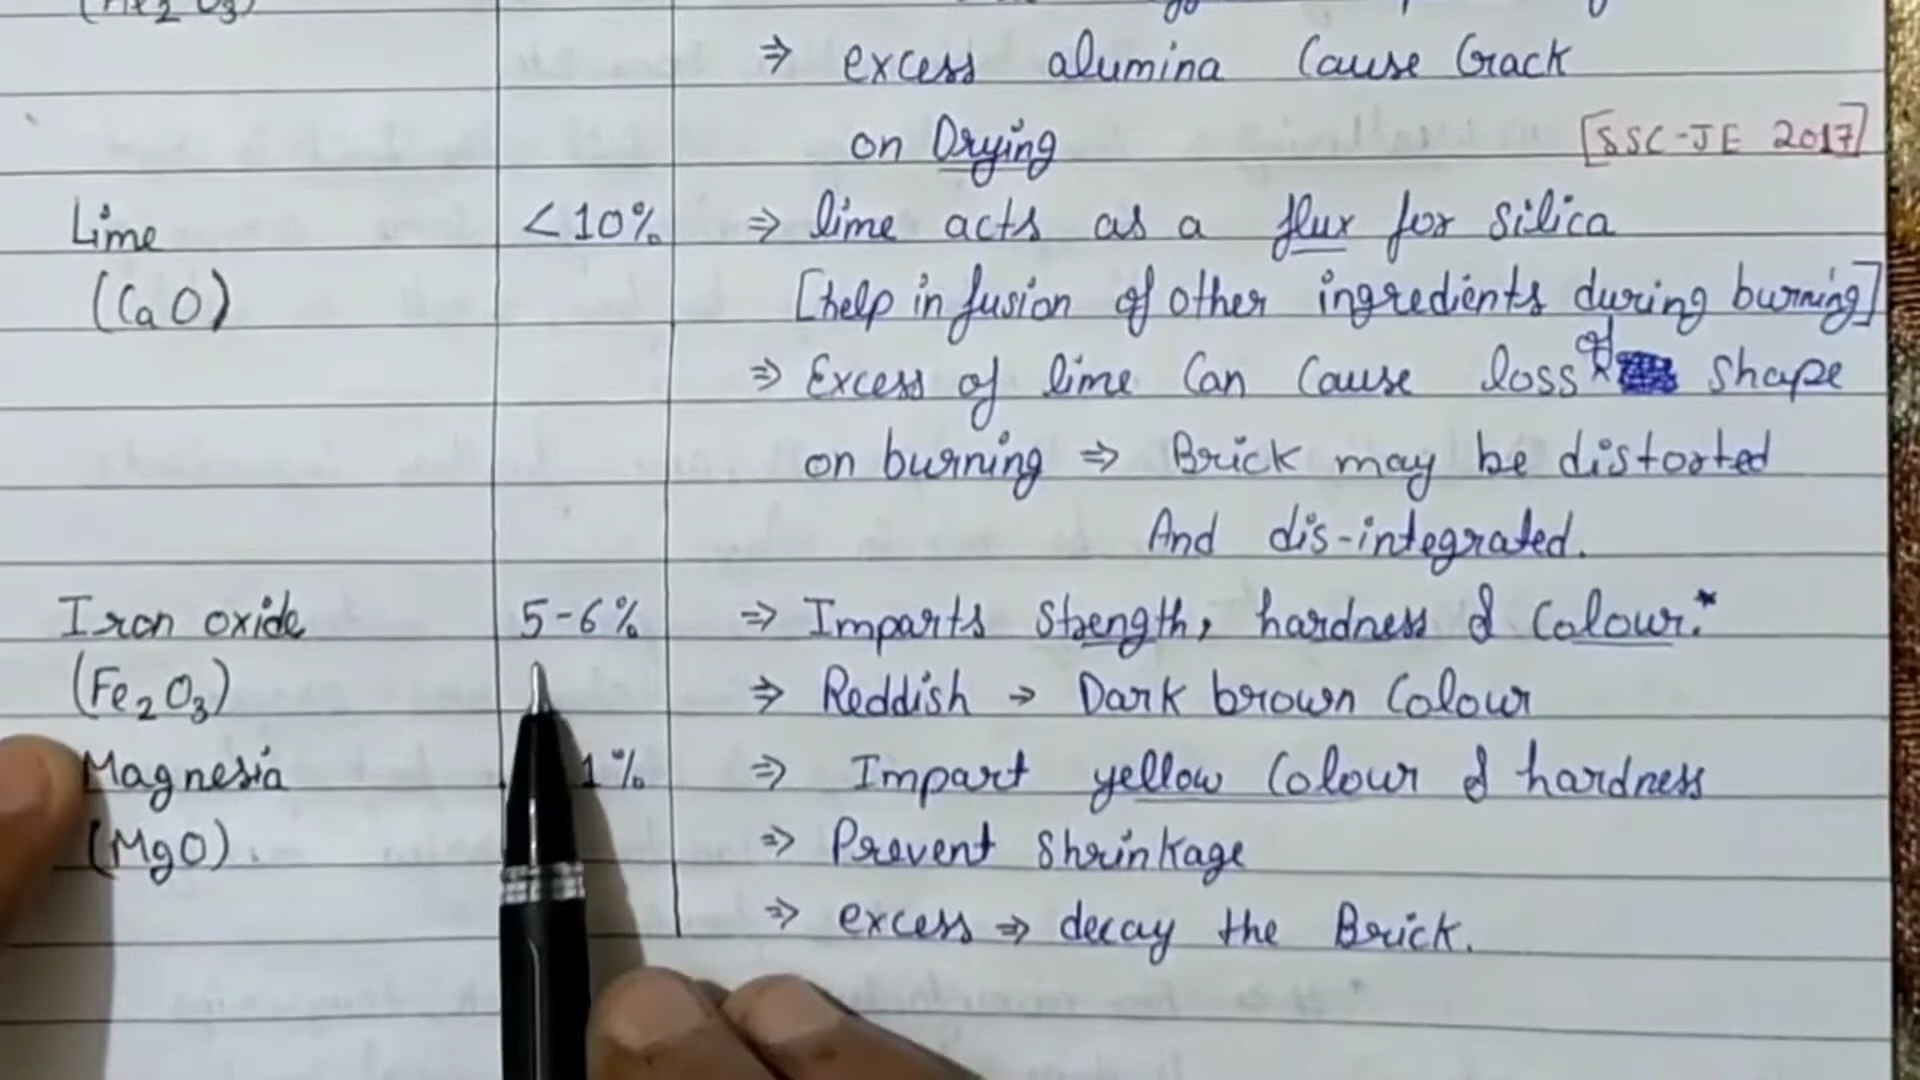 ⇒ excess alumina Cause Crack
on Drying [SSC-JE 2017]
Lime <10% ⇒ lime acts as a flux for silica
(CaO) [help in fusion of other ingredients during burning]
⇒ Excess of lime Can Cause loss of shape
on burning ⇒ Brick may be distorted
And dis-integrated.
Iron oxide 5-6% ⇒ Imparts Strength, hardness & Colour.*
(Fe2O3) ⇒ Reddish → Dark brown Colour
Magnesia 1% ⇒ Impart yellow Colour & hardness
(MgO) ⇒ Prevent Shrinkage
⇒ excess ⇒ decay the Brick.